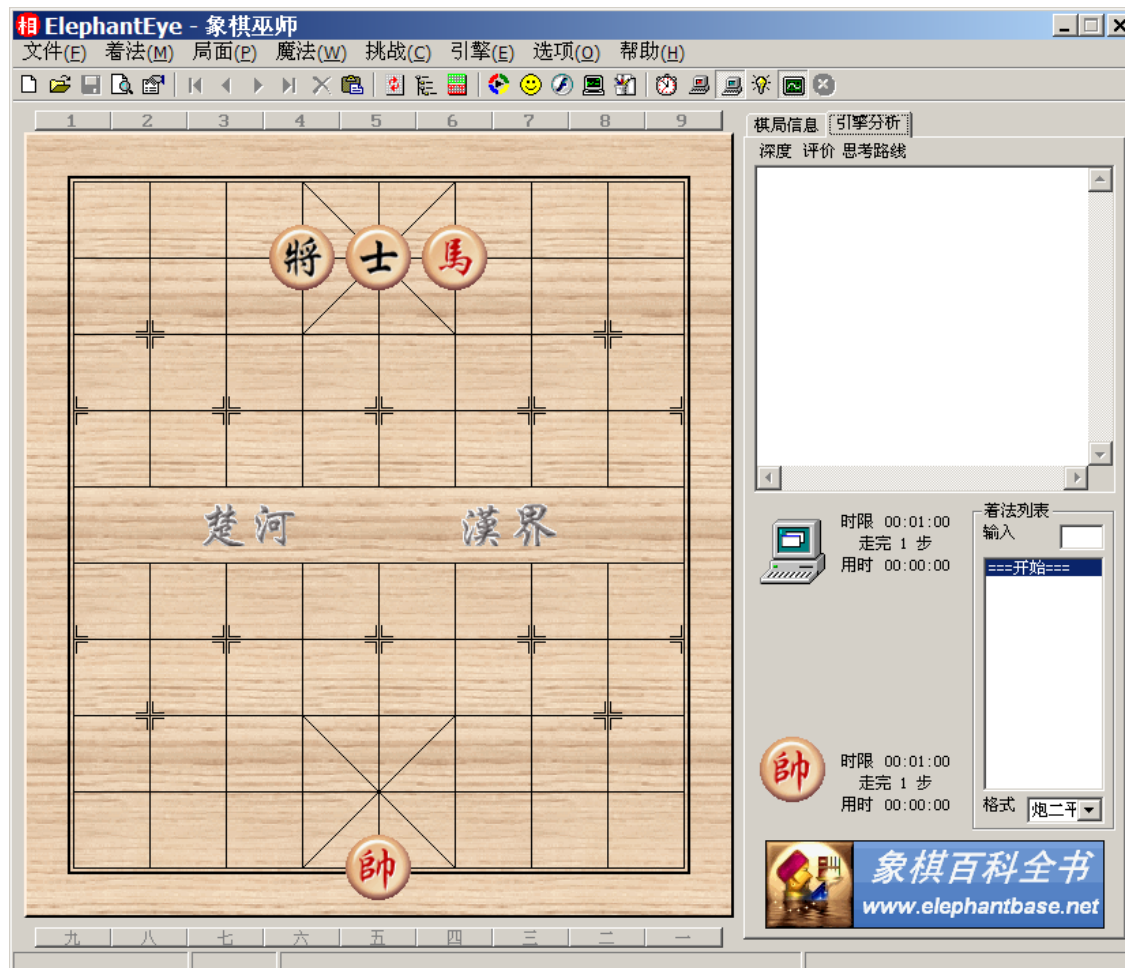 相 ElephantEye - 象棋巫师
文件(F) 着法(M) 局面(P) 魔法(W) 挑战(C) 引擎(E) 选项(O) 帮助(H)
1 2 3 4 5 6 7 8 9
將 士 馬
楚河 漢界
帥
九 八 七 六 五 四 三 二 一
棋局信息 引擎分析
深度 评价 思考路线
时限 00:01:00
走完 1 步
用时 00:00:00
着法列表
输入
===开始===
帥
时限 00:01:00
走完 1 步
用时 00:00:00
格式 炮二平
象棋百科全书
www.elephantbase.net